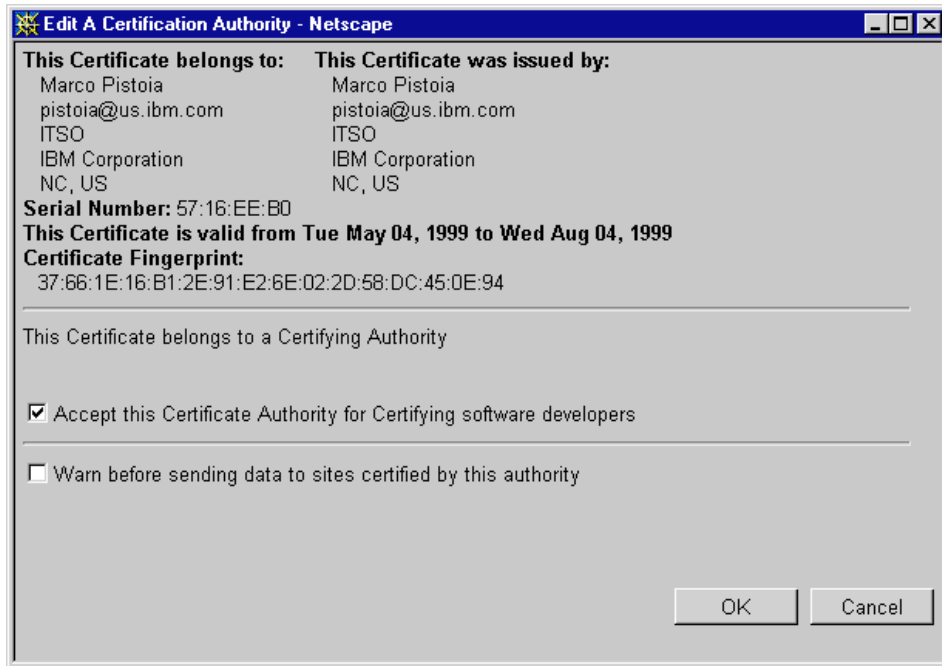 Edit A Certification Authority - Netscape
This Certificate belongs to: This Certificate was issued by:
Marco Pistoia Marco Pistoia
pistoia@us.ibm.com pistoia@us.ibm.com
ITSO ITSO
IBM Corporation IBM Corporation
NC, US NC, US
Serial Number: 57:16:EE:B0
This Certificate is valid from Tue May 04, 1999 to Wed Aug 04, 1999
Certificate Fingerprint:
37:66:1E:16:B1:2E:91:E2:6E:02:2D:58:DC:45:0E:94
This Certificate belongs to a Certifying Authority
Accept this Certificate Authority for Certifying software developers
Warn before sending data to sites certified by this authority
OK Cancel